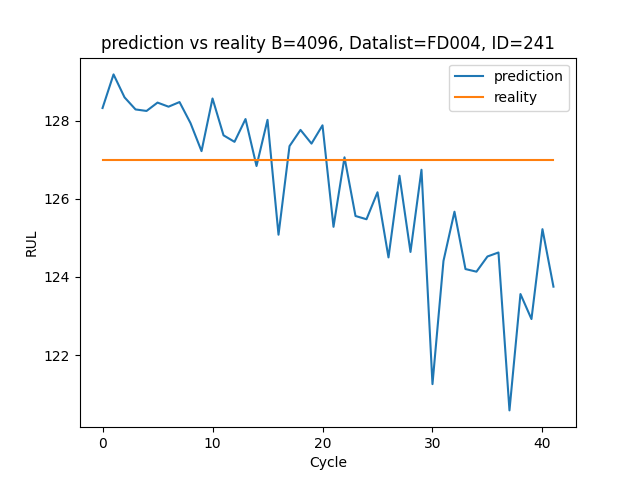 prediction vs reality B=4096, Datalist=FD004, ID=241
prediction
reality
128
126
124
122
RUL
0 10 20 30 40
Cycle